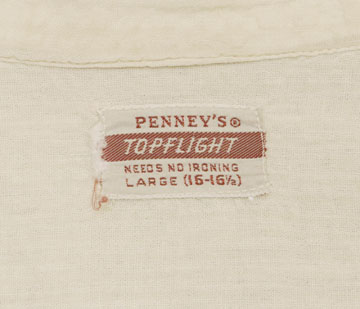 PENNEY'S®
TOPFLIGHT
NEEDS NO IRONING
LARGE (16-16½)